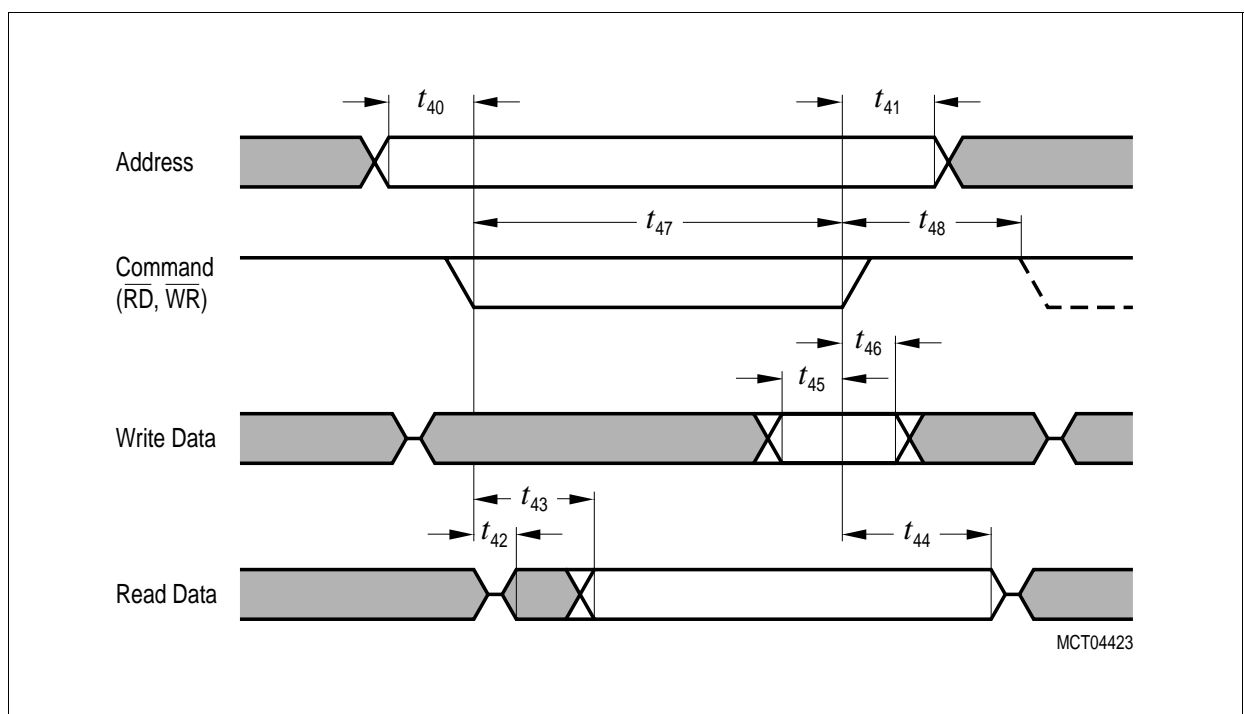 t40
t41
Address
t47
t48
Command
(RD, WR)
t46
t45
Write Data
t43
t42
t44
Read Data
MCT04423